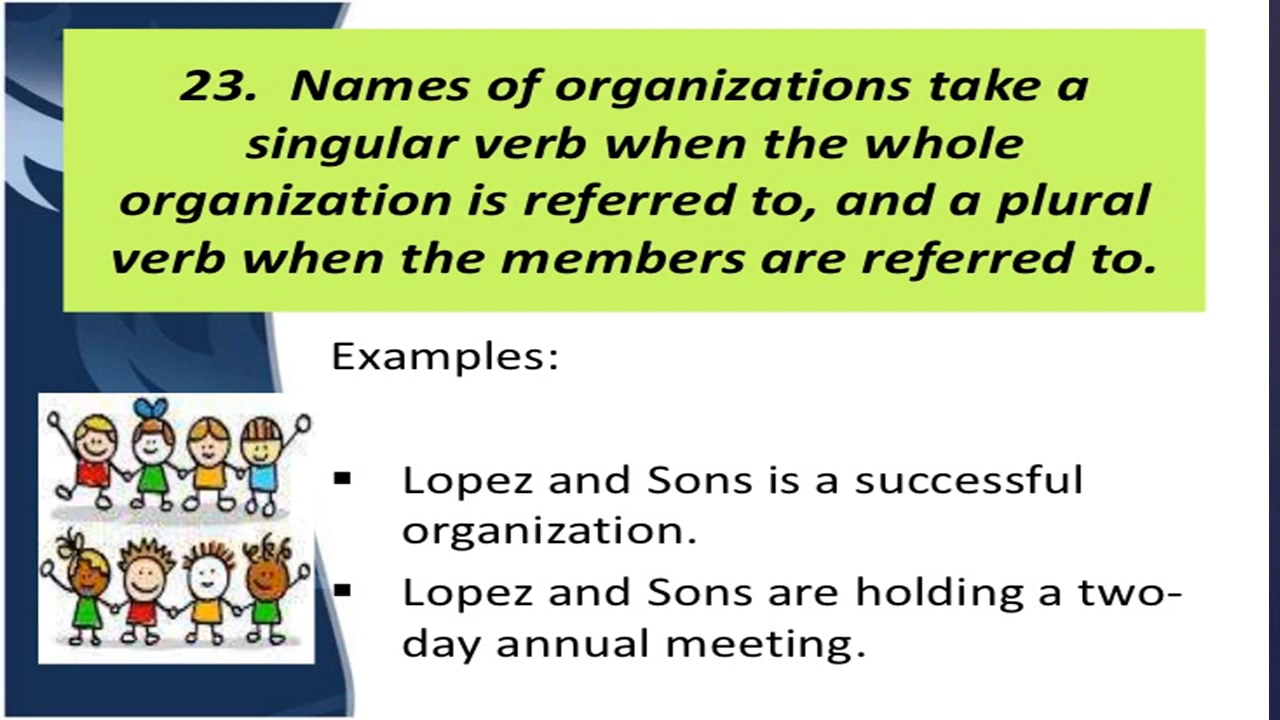 23. Names of organizations take a
singular verb when the whole
organization is referred to, and a plural
verb when the members are referred to.
Examples:
▪ Lopez and Sons is a successful
organization.
▪ Lopez and Sons are holding a two-
day annual meeting.